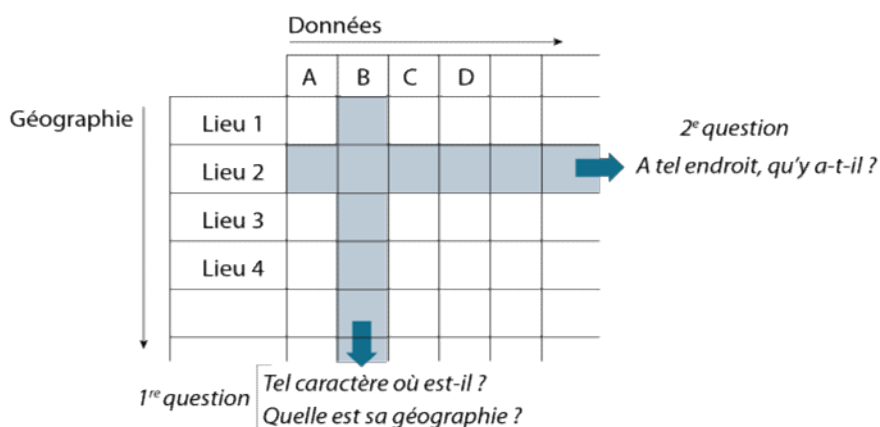 Données
A B C D
Géographie
Lieu 1
2e question
Lieu 2
A tel endroit, qu'y a-t-il ?
Lieu 3
Lieu 4
1re question
Tel caractère où est-il ?
Quelle est sa géographie ?